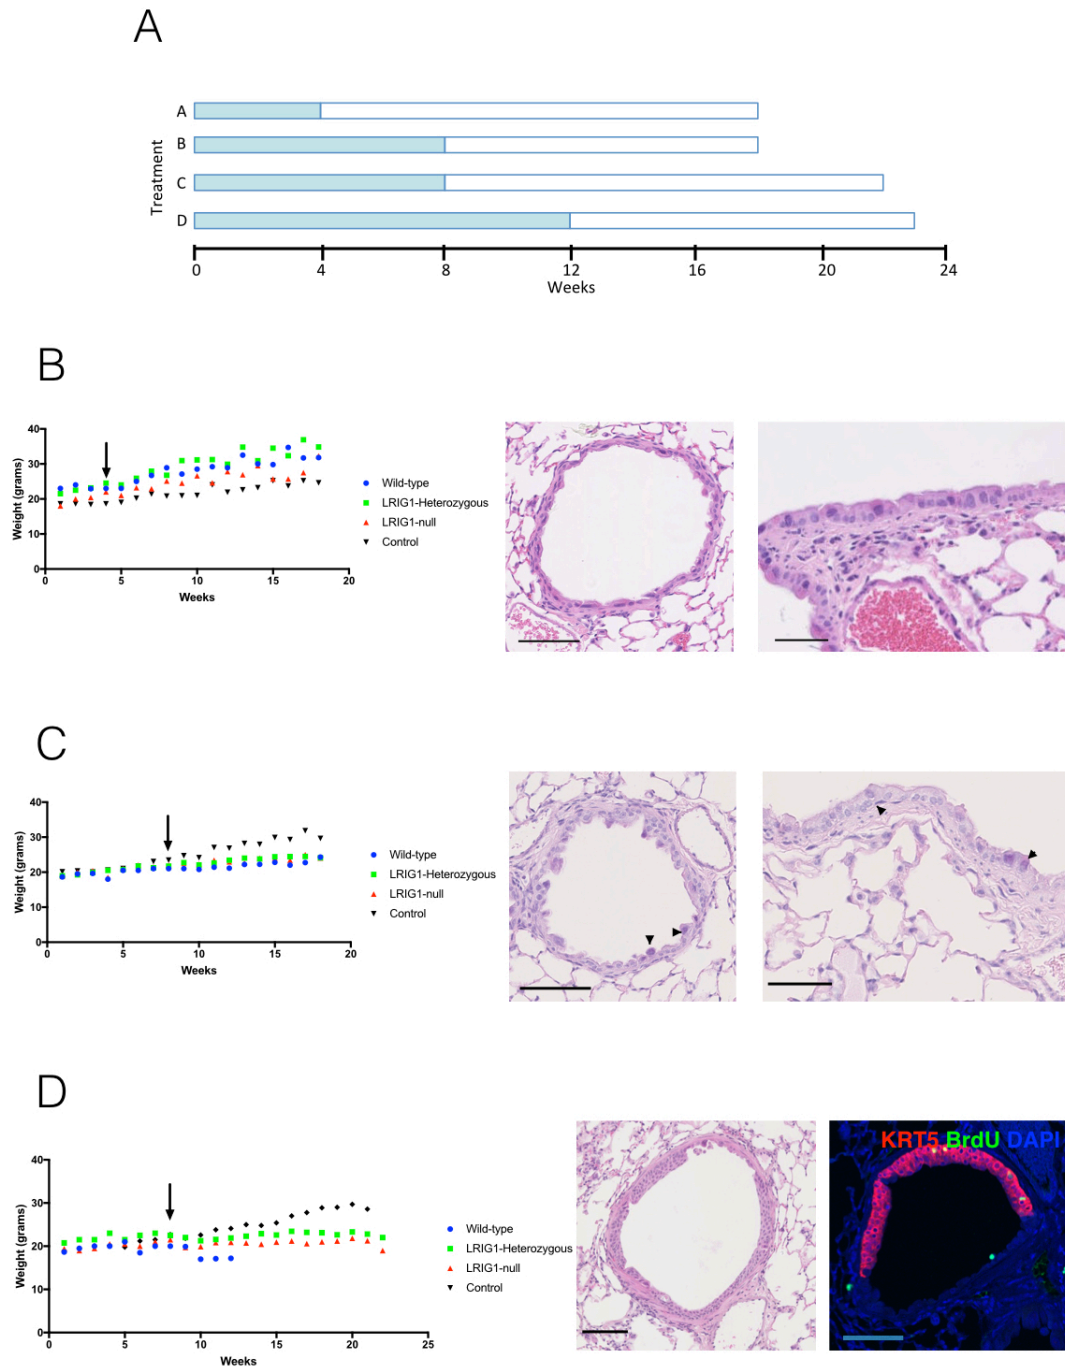 A
A
B
C
D
Treatment
0 4 8 12 16 20 24
Weeks
B
Weight (grams)
40
30
20
10
0
0 5 10 15 20
Weeks
Wild-type
LRIG1-Heterozygous
LRIG1-null
Control
C
Weight (grams)
40
30
20
10
0
0 5 10 15 20
Weeks
Wild-type
LRIG1-Heterozygous
LRIG1-null
Control
D
Weight (grams)
40
30
20
10
0
0 5 10 15 20 25
Weeks
Wild-type
LRIG1-Heterozygous
LRIG1-null
Control
KRT5 BrdU DAPI